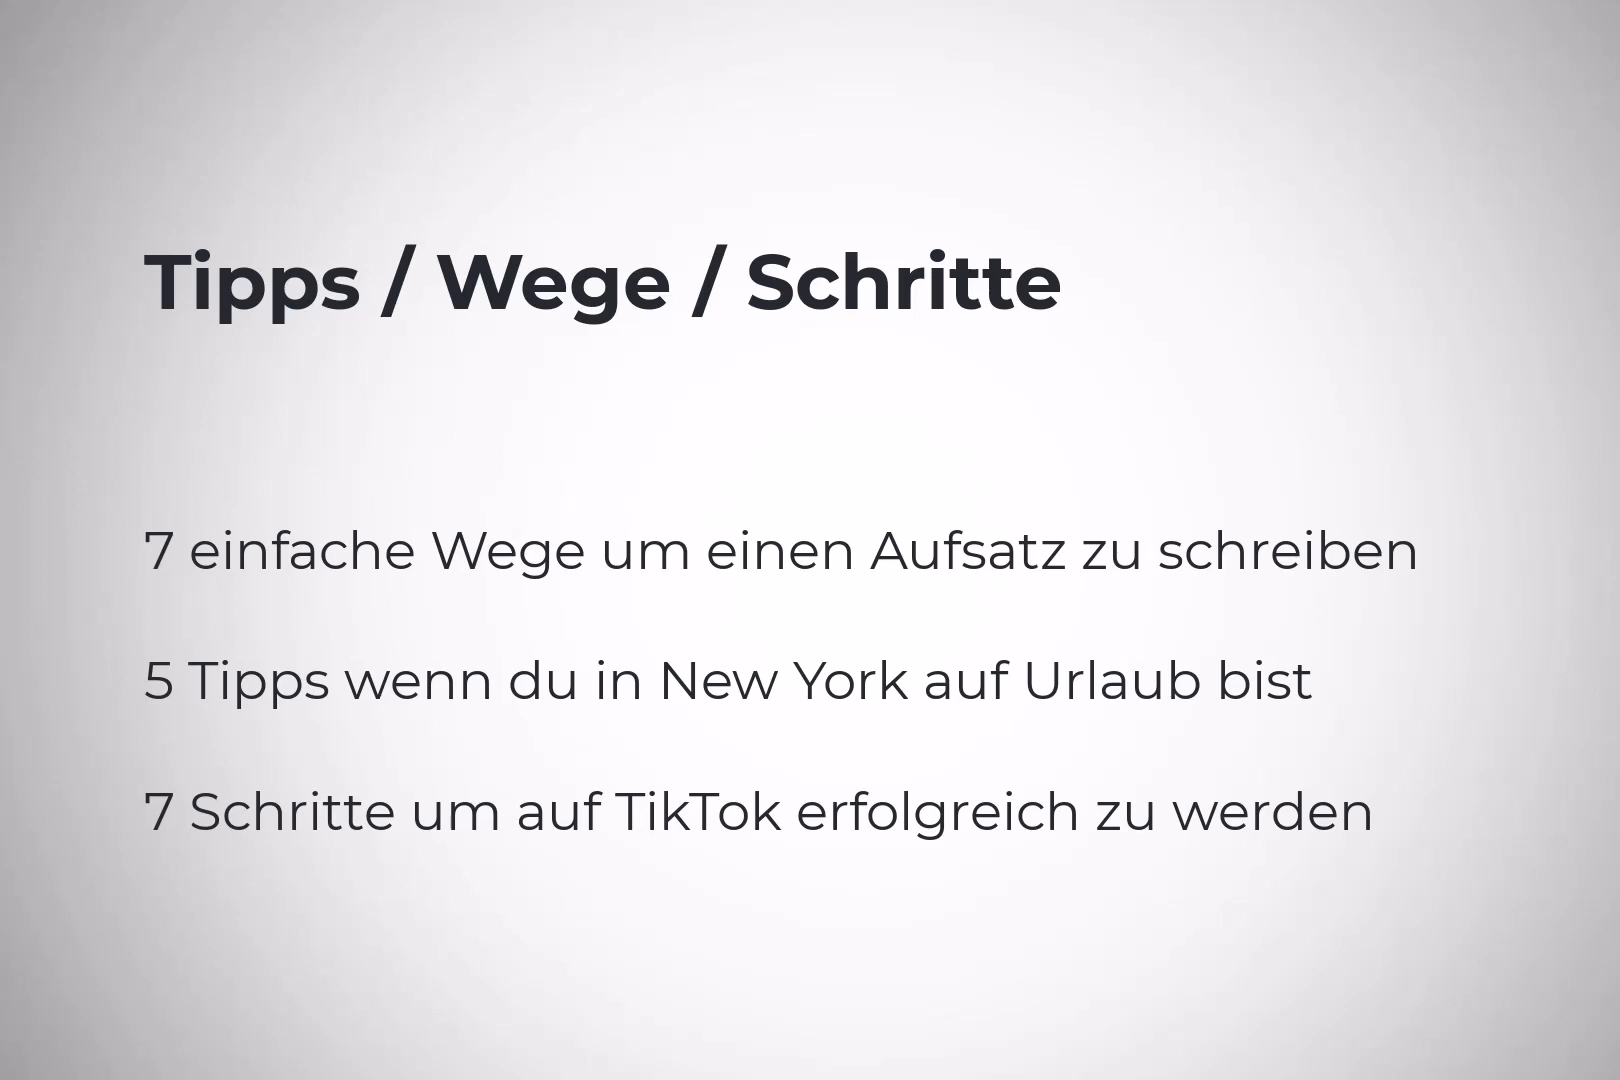 Tipps / Wege / Schritte
7 einfache Wege um einen Aufsatz zu schreiben
5 Tipps wenn du in New York auf Urlaub bist
7 Schritte um auf TikTok erfolgreich zu werden